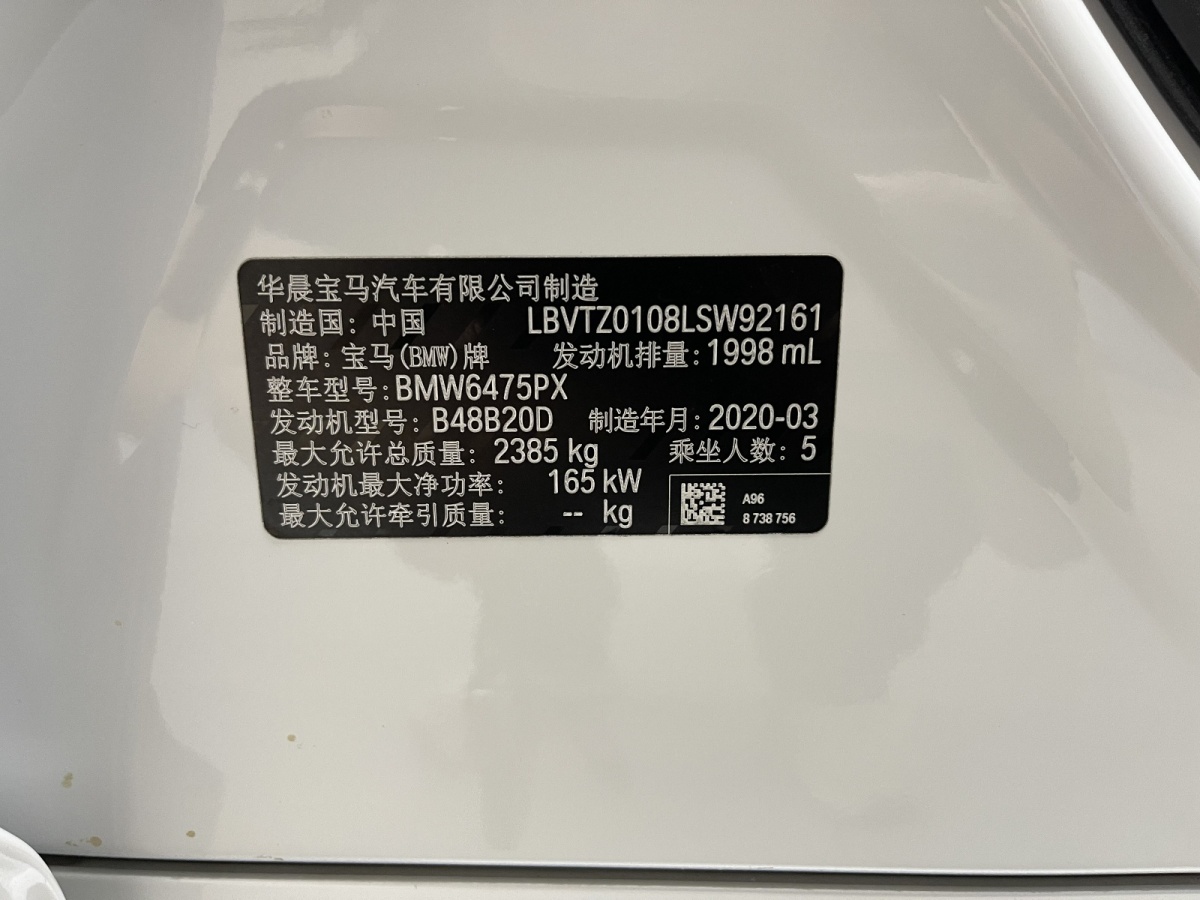 华晨宝马汽车有限公司制造
制造国: 中国 LBVTZ0108LSW92161
品牌: 宝马(BMW)牌 发动机排量: 1998 mL
整车型号: BMW6475PX
发动机型号: B48B20D 制造年月: 2020-03
最大允许总质量: 2385 kg 乘坐人数: 5
发动机最大净功率: 165 kW
最大允许牵引质量: -- kg
A96
8 738 756